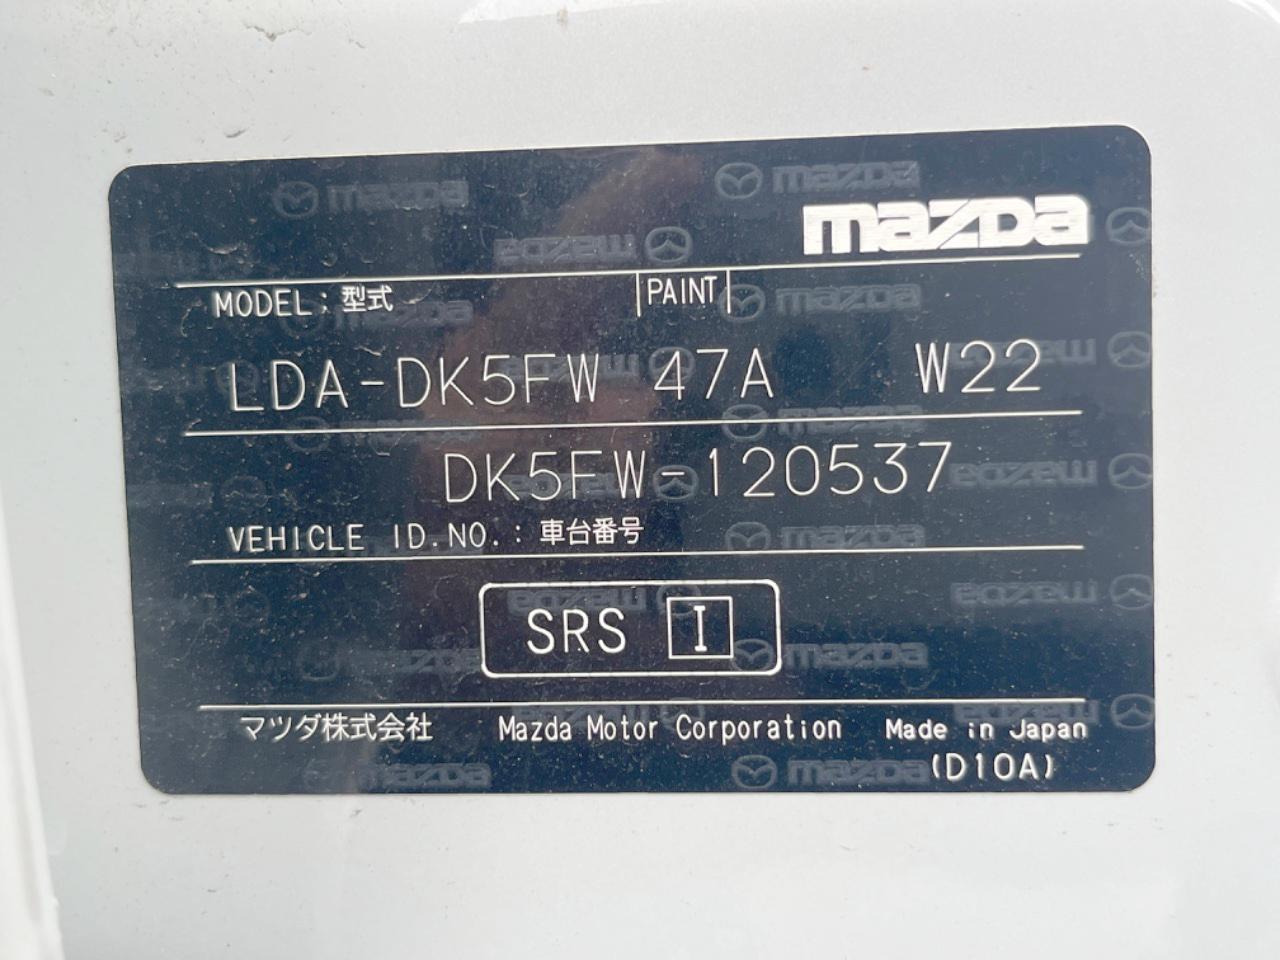 mazda
MODEL: 型式 PAINT
LDA-DK5FW 47A W22
DK5FW-120537
VEHICLE ID.NO.: 車台番号
SRS I
マツダ株式会社 Mazda Motor Corporation Made in Japan
(D10A)